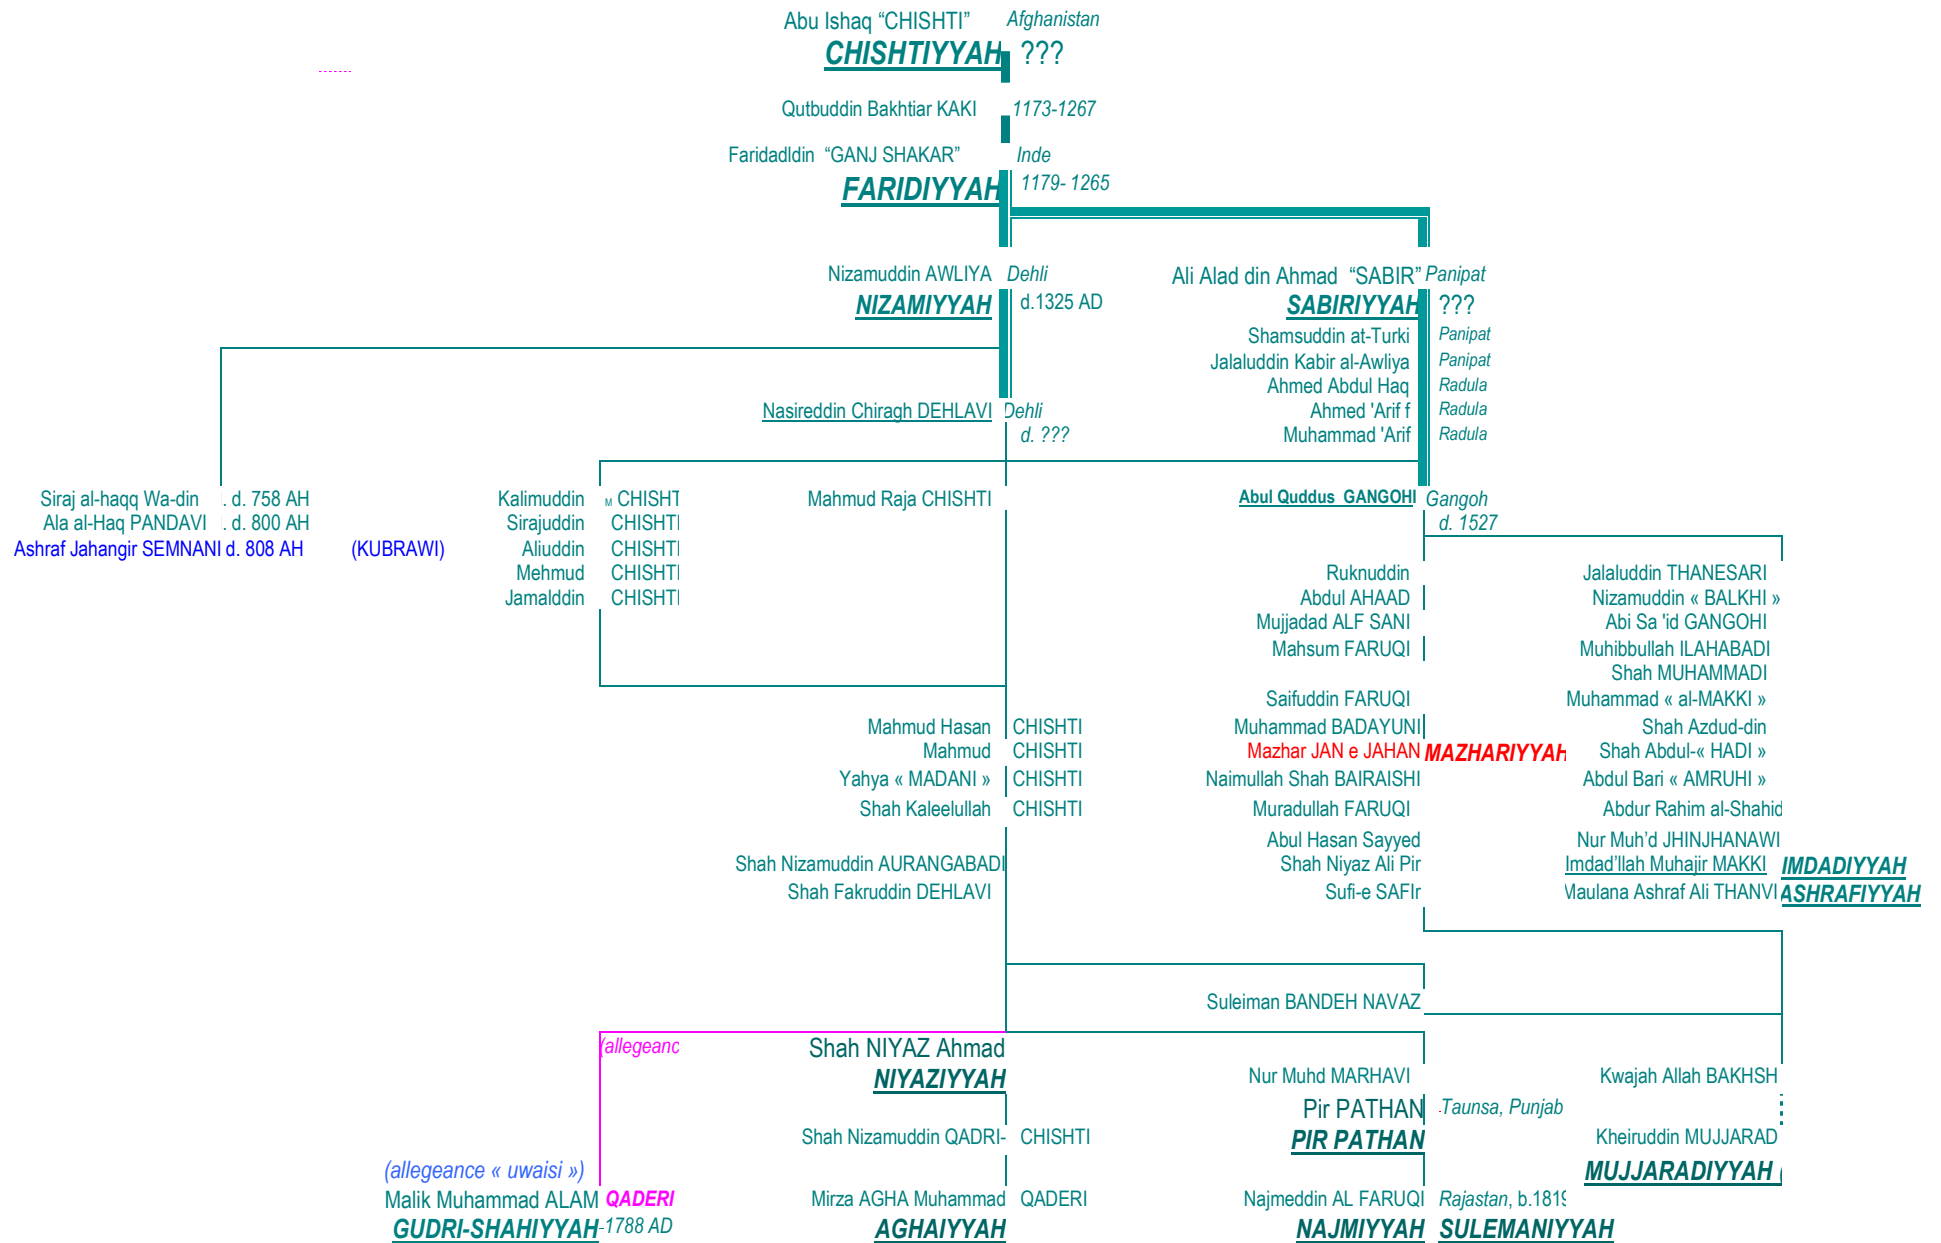 Abu Ishaq “CHISHTI” Afghanistan
CHISHTIYYAH ???
Qutbuddin Bakhtiar KAKI 1173-1267
Faridadldin “GANJ SHAKAR” Inde
FARIDIYYAH 1179- 1265
Nizamuddin AWLIYA Dehli Ali Alad din Ahmad “SABIR” Panipat
NIZAMIYYAH d.1325 AD SABIRIYYAH ???
Shamsuddin at-Turki Panipat
Jalaluddin Kabir al-Awliya Panipat
Ahmed Abdul Haq Radula
Nasireddin Chiragh DEHLAVI Dehli Ahmed 'Arif f Radula
d. ??? Muhammad 'Arif Radula
Siraj al-haqq Wa-din . d. 758 AH Kalimuddin M CHISHT Mahmud Raja CHISHTI Abul Quddus GANGOHI Gangoh
Ala al-Haq PANDAVI . d. 800 AH Sirajuddin CHISHTI d. 1527
Ashraf Jahangir SEMNANI d. 808 AH (KUBRAWI) Aliuddin CHISHTI
Mehmud CHISHTI Ruknuddin Jalaluddin THANESARI
Jamalddin CHISHTI Abdul AHAAD Nizamuddin « BALKHI »
Mujjadad ALF SANI Abi Sa 'id GANGOHI
Mahsum FARUQI Muhibbullah ILAHABADI
Shah MUHAMMADI
Saifuddin FARUQI Muhammad « al-MAKKI »
Mahmud Hasan CHISHTI Muhammad BADAYUNI Shah Azdud-din
Mahmud CHISHTI Mazhar JAN e JAHAN MAZHARIYYAH Shah Abdul-« HADI »
Yahya « MADANI » CHISHTI Naimullah Shah BAIRAISHI Abdul Bari « AMRUHI »
Shah Kaleelullah CHISHTI Muradullah FARUQI Abdur Rahim al-Shahid
Abul Hasan Sayyed Nur Muh’d JHINJHANAWI
Shah Nizamuddin AURANGABADI Shah Niyaz Ali Pir Imdad’llah Muhajir MAKKI IMDADIYYAH
Shah Fakruddin DEHLAVI Sufi-e SAFIr Maulana Ashraf Ali THANVI ASHRAFIYYAH
Suleiman BANDEH NAVAZ
(allegeanc Shah NIYAZ Ahmad
NIYAZIYYAH Nur Muhd MARHAVI Kwajah Allah BAKHSH
Pir PATHAN -Taunsa, Punjab
Shah Nizamuddin QADRI- CHISHTI PIR PATHAN Kheiruddin MUJJARAD
(allegeance « uwaisi ») MUJJARADIYYAH (
Malik Muhammad ALAM QADERI Mirza AGHA Muhammad QADERI Najmeddin AL FARUQI Rajastan, b.1819
GUDRI-SHAHIYYAH -1788 AD AGHAIYYAH NAJMIYYAH SULEMANIYYAH